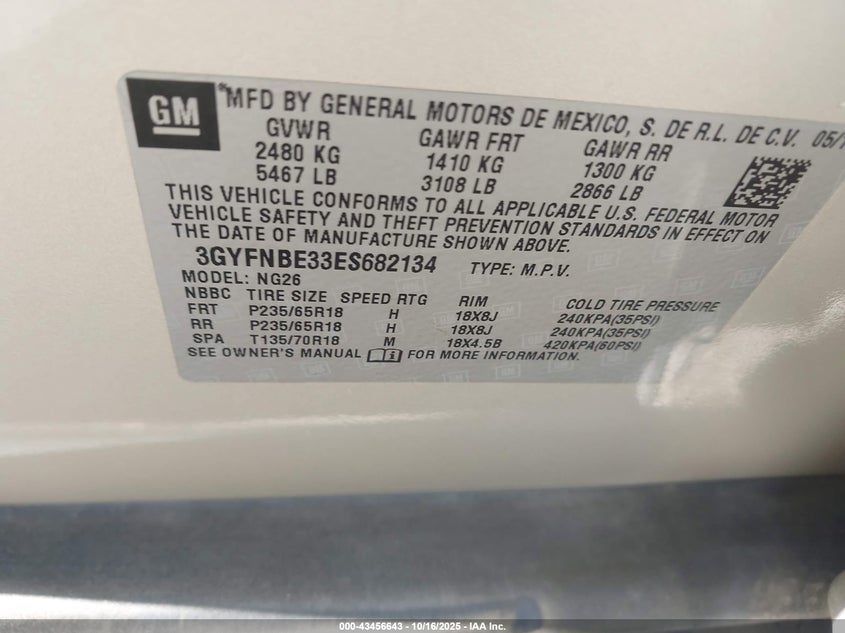 GM
*MFD BY GENERAL MOTORS DE MEXICO, S. DE R.L. DE C.V. 05/1
GVWR GAWR FRT GAWR RR
2480 KG 1410 KG 1300 KG
5467 LB 3108 LB 2866 LB
THIS VEHICLE CONFORMS TO ALL APPLICABLE U.S. FEDERAL MOTOR
VEHICLE SAFETY AND THEFT PREVENTION STANDARDS IN EFFECT ON
THE DATE OF MANUFACTURE SHOWN ABOVE.
3GYFNBE33ES682134 TYPE: M.P.V.
MODEL: NG26
NBBC TIRE SIZE SPEED RTG RIM COLD TIRE PRESSURE
FRT P235/65R18 H 18X8J 240KPA(35PSI)
RR P235/65R18 H 18X8J 240KPA(35PSI)
SPA T135/70R18 M 18X4.5B 420KPA(60PSI)
SEE OWNER'S MANUAL FOR MORE INFORMATION.
000-43456643 - 10/16/2025 - IAA Inc.